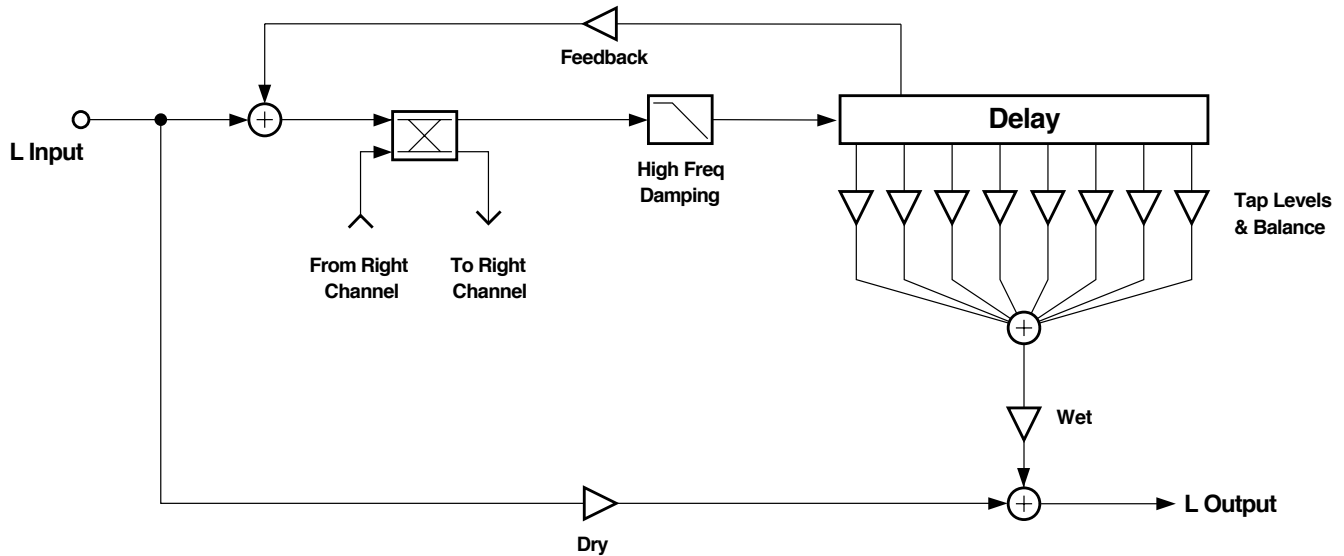 Feedback
Delay
L Input
High Freq
Damping
Tap Levels
& Balance
From Right
Channel
To Right
Channel
Wet
L Output
Dry